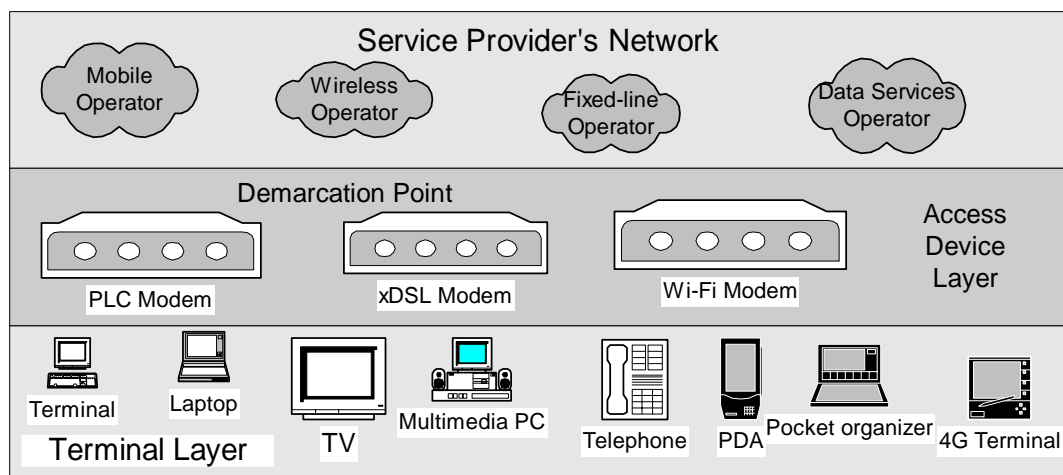 Service Provider's Network
Mobile
Operator
Wireless
Operator
Fixed-line
Operator
Data Services
Operator
Demarcation Point
Access
Device
Layer
PLC Modem
xDSL Modem
Wi-Fi Modem
Terminal
Laptop
TV
Multimedia PC
Telephone
PDA
Pocket organizer
4G Terminal
Terminal Layer